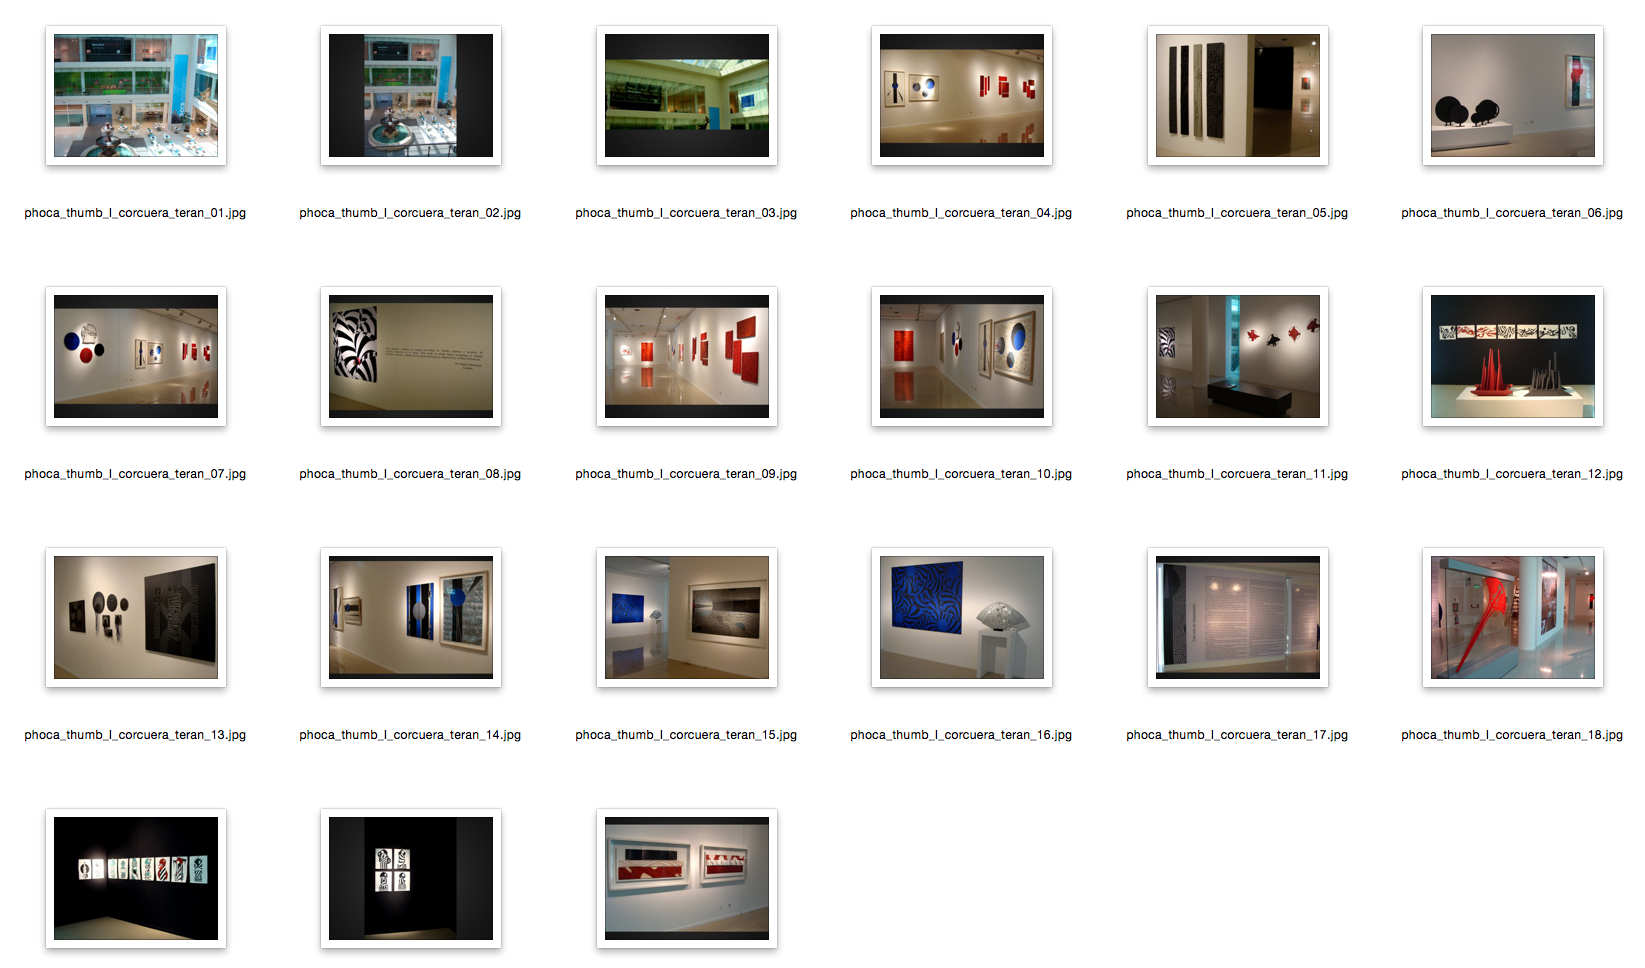 phoca_thumb_l_corcuera_teran_01.jpg
phoca_thumb_l_corcuera_teran_02.jpg
phoca_thumb_l_corcuera_teran_03.jpg
phoca_thumb_l_corcuera_teran_04.jpg
phoca_thumb_l_corcuera_teran_05.jpg
phoca_thumb_l_corcuera_teran_06.jpg
phoca_thumb_l_corcuera_teran_07.jpg
phoca_thumb_l_corcuera_teran_08.jpg
phoca_thumb_l_corcuera_teran_09.jpg
phoca_thumb_l_corcuera_teran_10.jpg
phoca_thumb_l_corcuera_teran_11.jpg
phoca_thumb_l_corcuera_teran_12.jpg
phoca_thumb_l_corcuera_teran_13.jpg
phoca_thumb_l_corcuera_teran_14.jpg
phoca_thumb_l_corcuera_teran_15.jpg
phoca_thumb_l_corcuera_teran_16.jpg
phoca_thumb_l_corcuera_teran_17.jpg
phoca_thumb_l_corcuera_teran_18.jpg